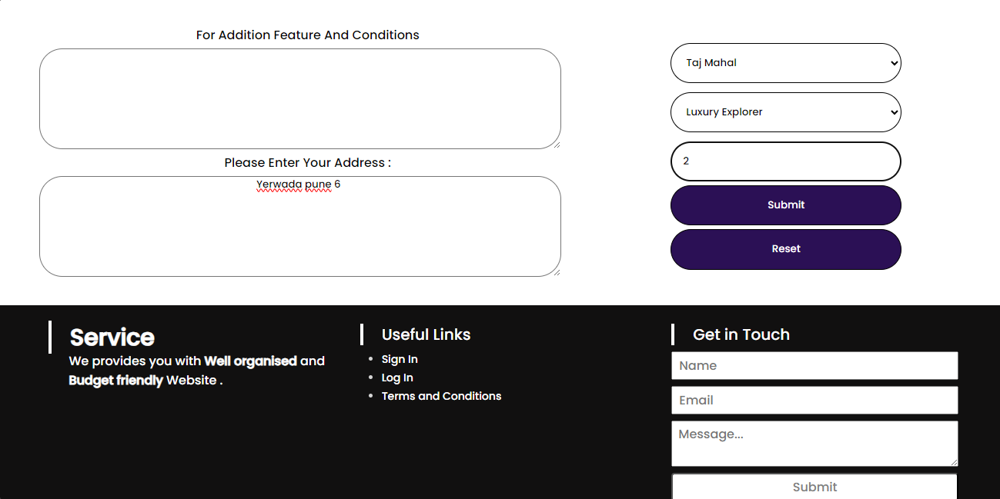 For Addition Feature And Conditions
Please Enter Your Address :
Yerwada pune 6
Taj Mahal
Luxury Explorer
2
Submit
Reset
Service
We provides you with Well organised and
Budget friendly Website .
Useful Links
Sign In
Log In
Terms and Conditions
Get in Touch
Name
Email
Message...
Submit